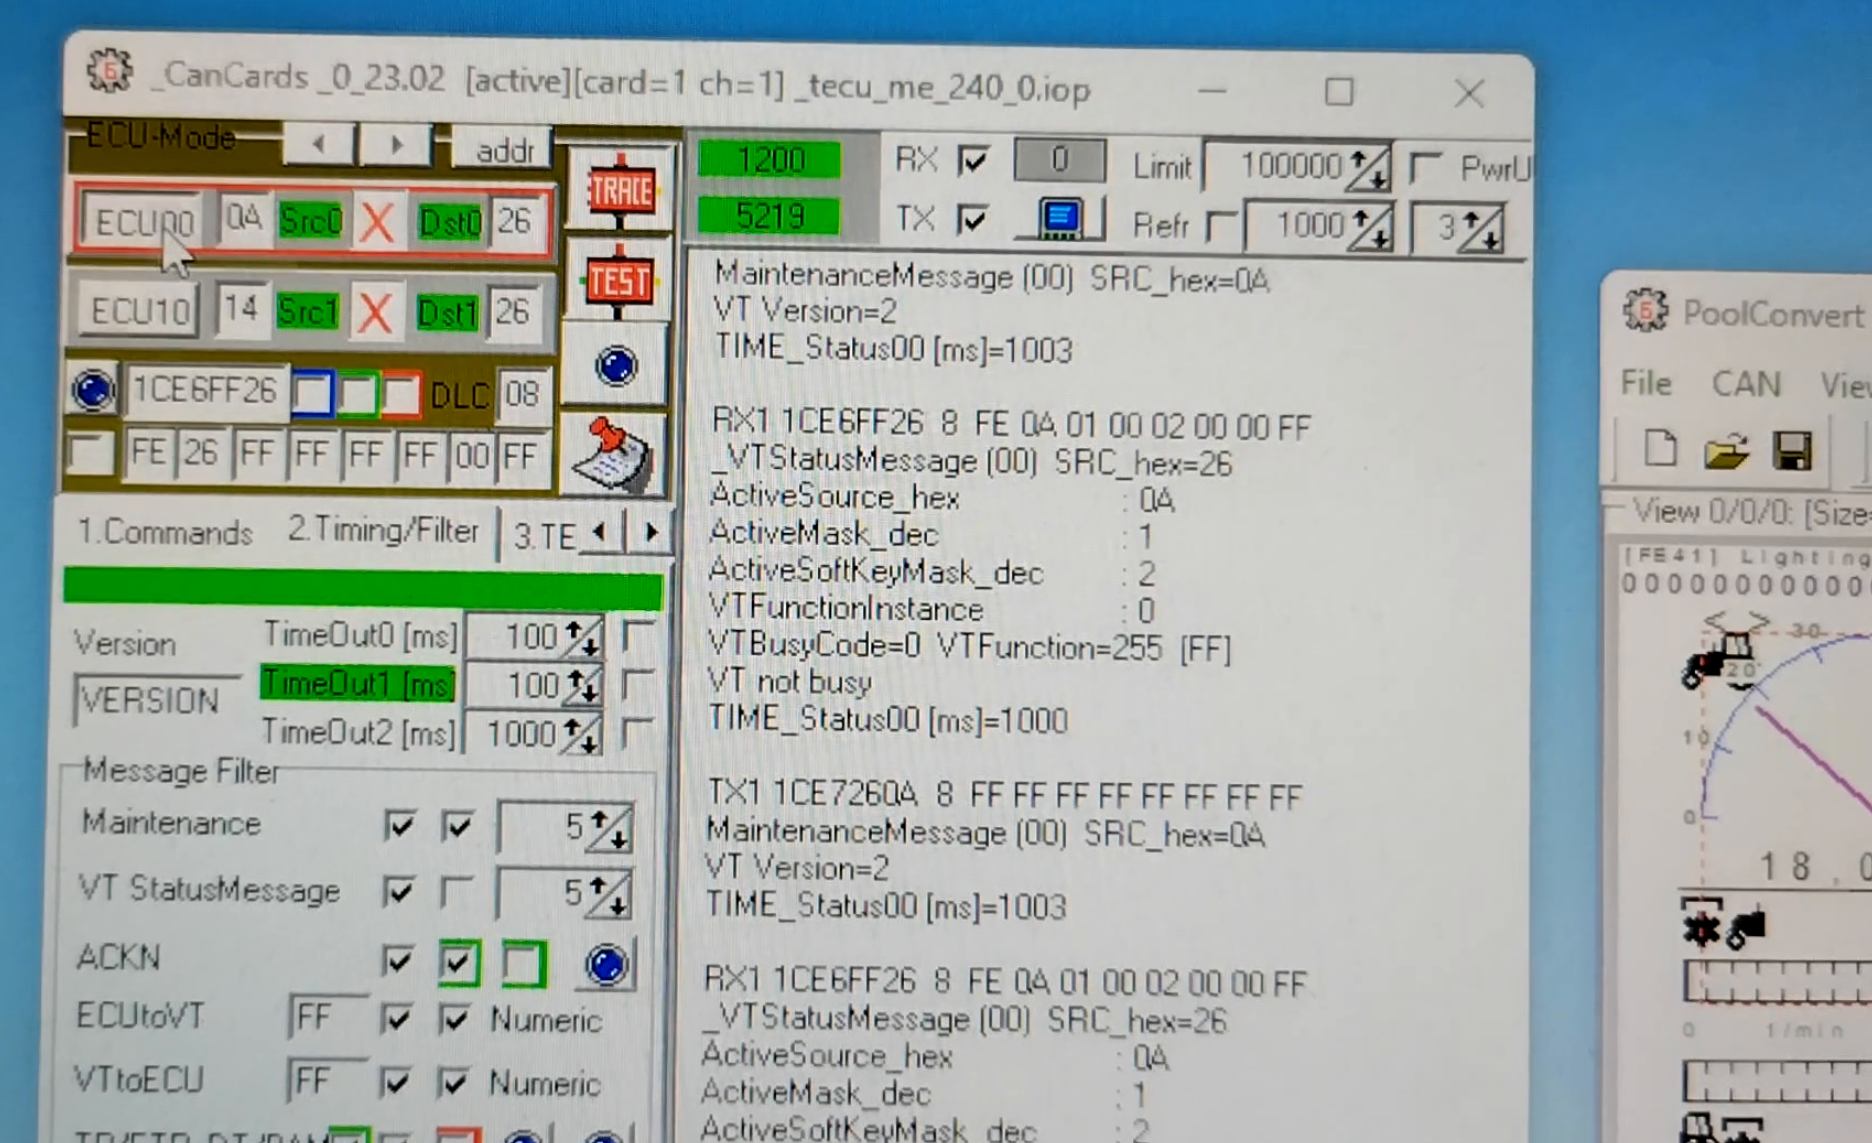 _CanCards _0_23.02 [active][card=1 ch=1] _tecu_me_240_0.iop
ECU-Mode
addr
ECU00 0A Src0 X Dst0 26
ECU10 14 Src1 X Dst1 26
1CE6FF26 DLC 08
FE 26 FF FF FF FF 00 FF
TRACE
TEST
1.Commands 2.Timing/Filter 3.TE
Version
VERSION
TimeOut0 [ms] 100
TimeOut1 [ms] 100
TimeOut2 [ms] 1000
Message Filter
Maintenance 5
VT StatusMessage 5
ACKN
ECUtoVT FF Numeric
VTtoECU FF Numeric
1200 RX 0 Limit 100000 PwrU
5219 TX Refr 1000 3
MaintenanceMessage (00) SRC_hex=0A
VT Version=2
TIME_Status00 [ms]=1003
RX1 1CE6FF26 8 FE 0A 01 00 02 00 00 FF
_VTStatusMessage (00) SRC_hex=26
ActiveSource_hex : 0A
ActiveMask_dec : 1
ActiveSoftKeyMask_dec : 2
VTFunctionInstance : 0
VTBusyCode=0 VTFunction=255 [FF]
VT not busy
TIME_Status00 [ms]=1000
TX1 1CE7260A 8 FF FF FF FF FF FF FF FF
MaintenanceMessage (00) SRC_hex=0A
VT Version=2
TIME_Status00 [ms]=1003
RX1 1CE6FF26 8 FE 0A 01 00 02 00 00 FF
_VTStatusMessage (00) SRC_hex=26
ActiveSource_hex : 0A
ActiveMask_dec : 1
ActiveSoftKeyMask_dec : 2
PoolConvert
File CAN View
View 0/0/0: [Size=
[FE41] Lighting
00000000000
30
20
10
0
18,0
0 1/min